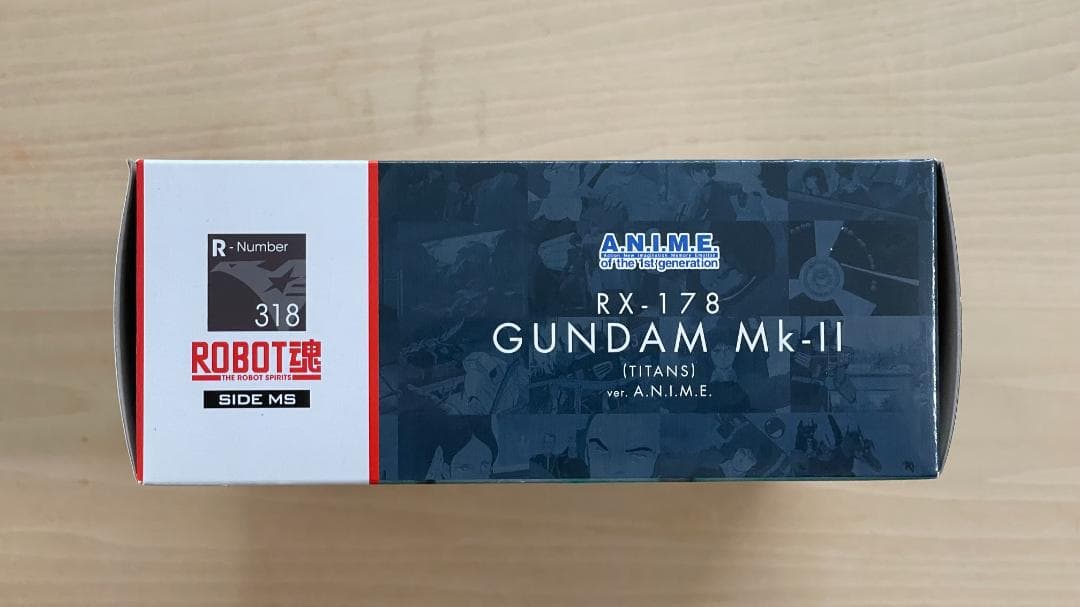 R - Number
318
ROBOT魂
THE ROBOT SPIRITS
SIDE MS
A.N.I.M.E.
of the 1st generation
RX-178
GUNDAM Mk-II
(TITANS)
ver. A.N.I.M.E.